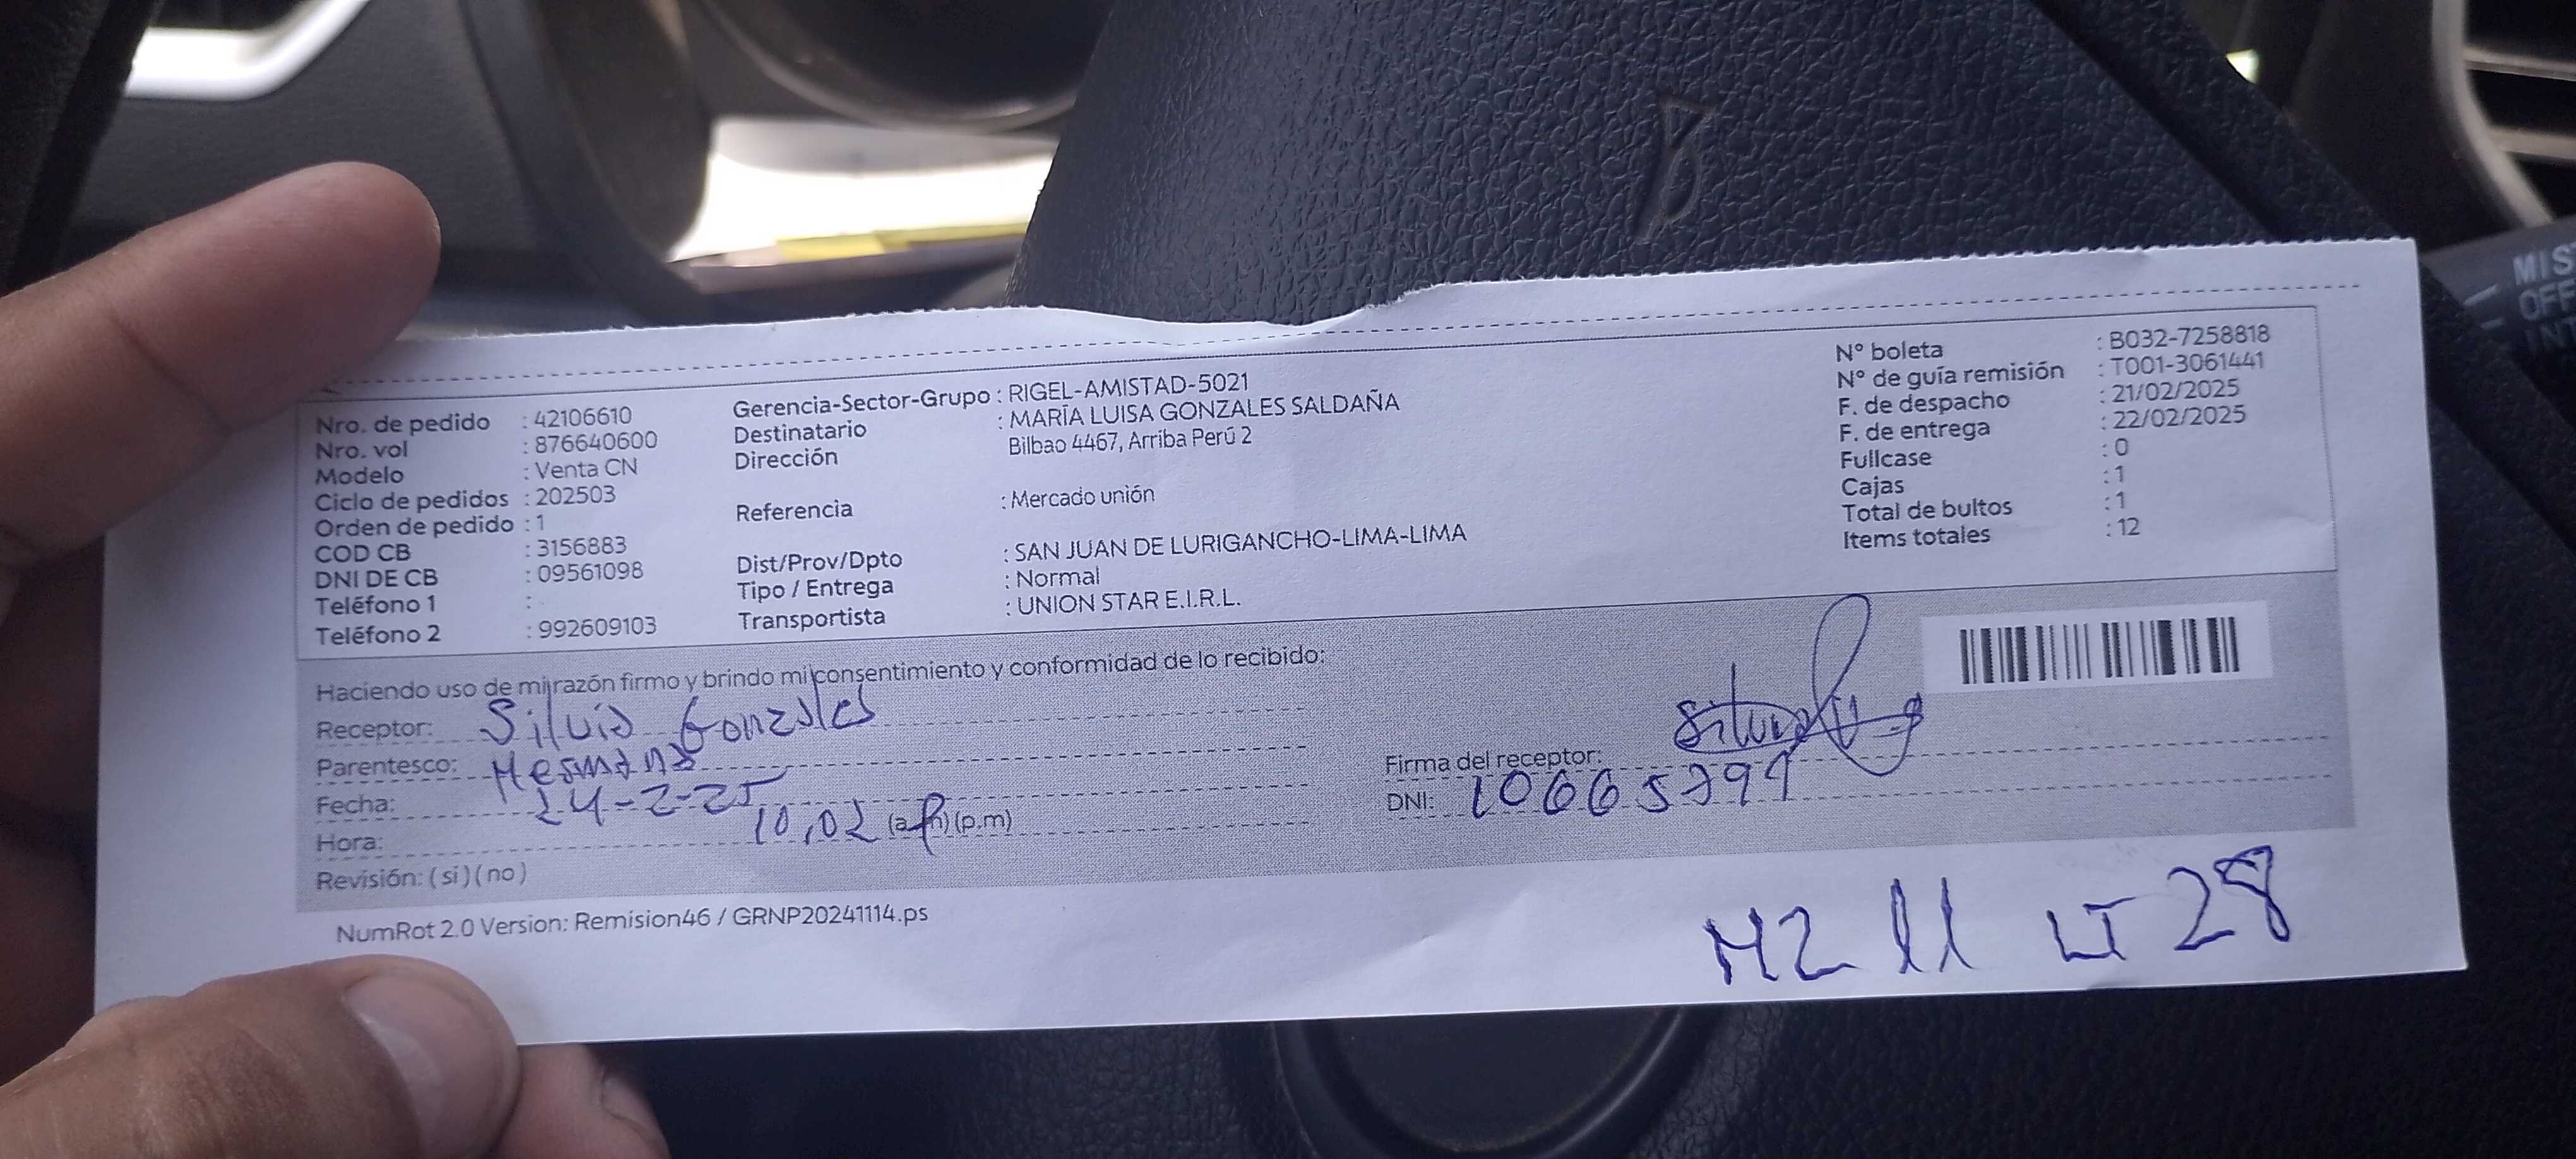 Nro. de pedido : 42106610
Nro. vol : 876640600
Modelo : Venta CN
Ciclo de pedidos : 202503
Orden de pedido : 1
COD CB : 3156883
DNI DE CB : 09561098
Teléfono 1 :
Teléfono 2 : 992609103
Gerencia-Sector-Grupo : RIGEL-AMISTAD-5021
Destinatario : MARÍA LUISA GONZALES SALDAÑA
Dirección Bilbao 4467, Arriba Perú 2
Referencia : Mercado unión
Dist/Prov/Dpto : SAN JUAN DE LURIGANCHO-LIMA-LIMA
Tipo / Entrega : Normal
Transportista : UNION STAR E.I.R.L.
N° boleta : B032-7258818
N° de guía remisión : T001-3061441
F. de despacho : 21/02/2025
F. de entrega : 22/02/2025
Fullcase : 0
Cajas : 1
Total de bultos : 1
Items totales : 12
Haciendo uso de mi razón firmo y brindo mi consentimiento y conformidad de lo recibido:
Receptor: Silvia Gonzales
Parentesco: Hermana
Fecha: 24-2-25
Hora: 10,02 (a.m) (p.m)
Revisión: ( si ) ( no )
Firma del receptor:
DNI: 10665799
NumRot 2.0 Version: Remision46 / GRNP20241114.ps
MZ 11 LT 28
MIS
OFF
INT